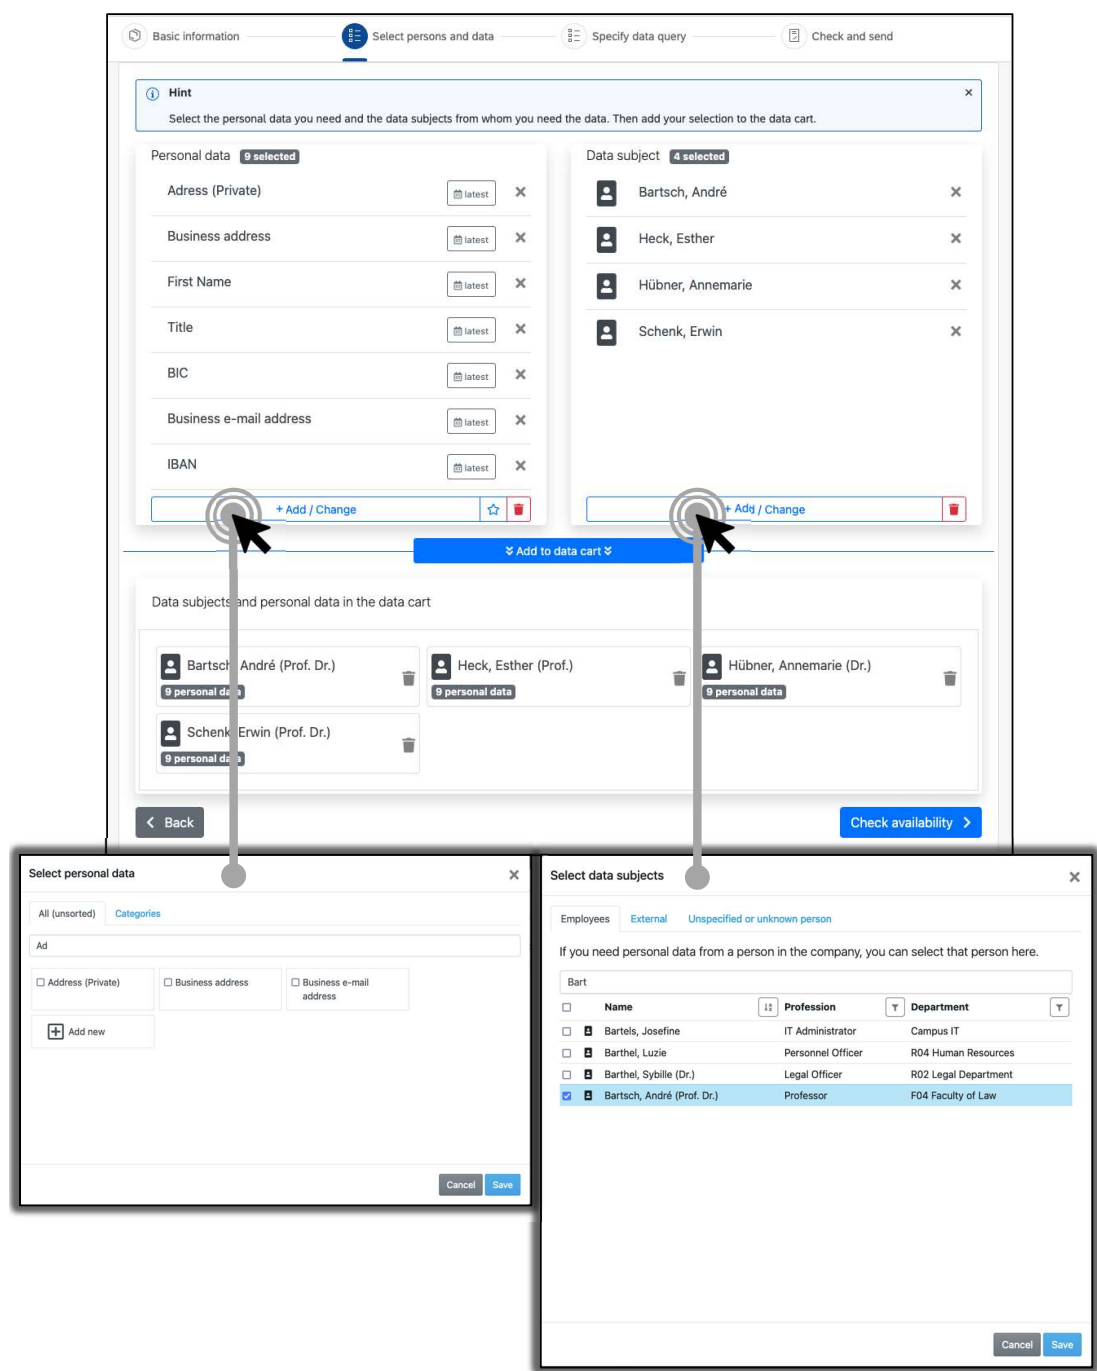 Basic information
Select persons and data
Specify data query
Check and send
Hint
Select the personal data you need and the data subjects from whom you need the data. Then add your selection to the data cart.
Personal data 9 selected
Adress (Private) latest
Business address latest
First Name latest
Title latest
BIC latest
Business e-mail address latest
IBAN latest
+ Add / Change
Data subject 4 selected
Bartsch, André
Heck, Esther
Hübner, Annemarie
Schenk, Erwin
+ Add / Change
Add to data cart
Data subjects and personal data in the data cart
Bartsch, André (Prof. Dr.)
9 personal data
Heck, Esther (Prof.)
9 personal data
Hübner, Annemarie (Dr.)
9 personal data
Schenk, Erwin (Prof. Dr.)
9 personal data
Back
Check availability
Select personal data
All (unsorted) Categories
Ad
Address (Private)
Business address
Business e-mail
address
Add new
Cancel Save
Select data subjects
Employees External Unspecified or unknown person
If you need personal data from a person in the company, you can select that person here.
Bart
Name Profession Department
Bartels, Josefine IT Administrator Campus IT
Barthel, Luzie Personnel Officer R04 Human Resources
Barthel, Sybille (Dr.) Legal Officer R02 Legal Department
Bartsch, André (Prof. Dr.) Professor F04 Faculty of Law
Cancel Save